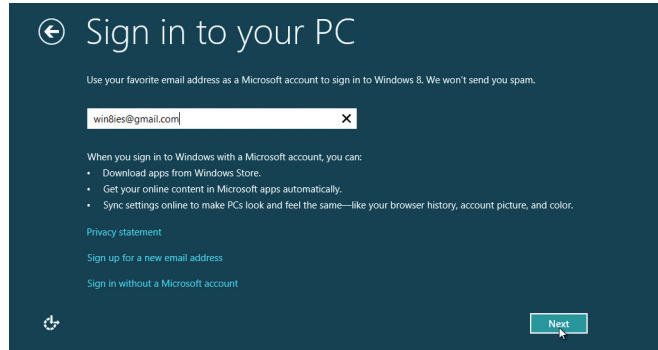 Sign in to your PC
Use your favorite email address as a Microsoft account to sign in to Windows 8. We won't send you spam.
win8ies@gmail.com
When you sign in to Windows with a Microsoft account, you can:
• Download apps from Windows Store.
• Get your online content in Microsoft apps automatically.
• Sync settings online to make PCs look and feel the same—like your browser history, account picture, and color.
Privacy statement
Sign up for a new email address
Sign in without a Microsoft account
Next